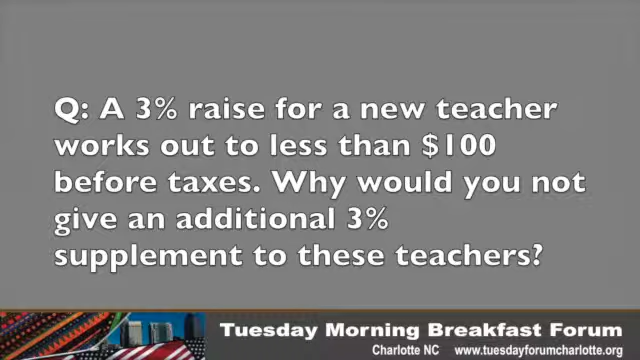 Q: A 3% raise for a new teacher
works out to less than $100
before taxes. Why would you not
give an additional 3%
supplement to these teachers?
Tuesday Morning Breakfast Forum
Charlotte NC www.tuesdayforumcharlotte.org